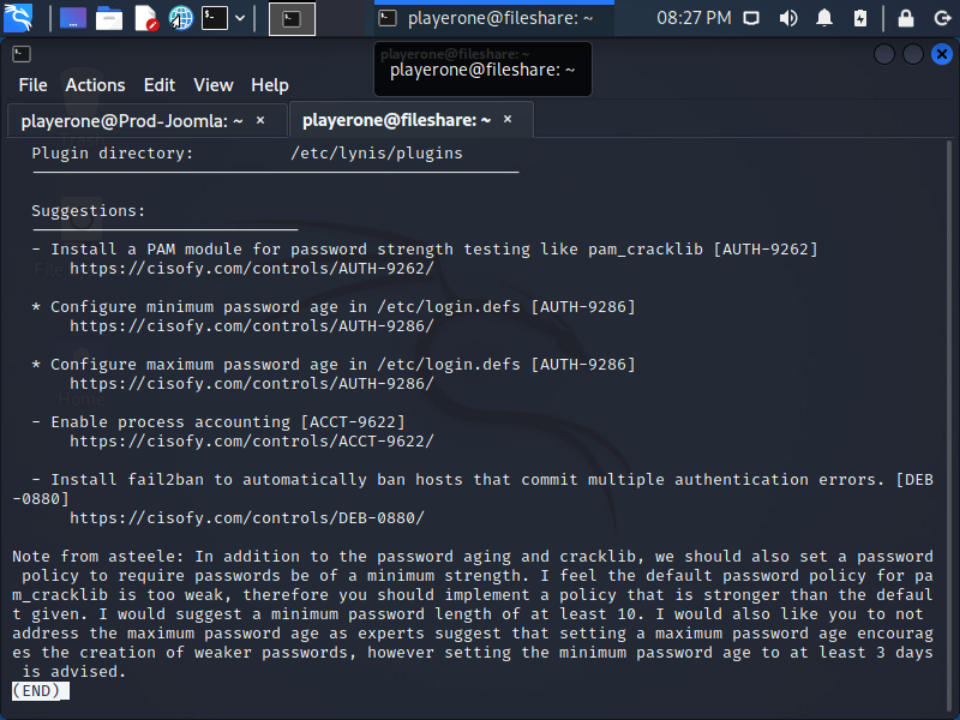 playerone@fileshare: ~
08:27 PM
playerone@fileshare: ~
playerone@fileshare: ~
File Actions Edit View Help
playerone@Prod-Joomla: ~ ×
playerone@fileshare: ~ ×
Plugin directory: /etc/lynis/plugins
Suggestions:
- Install a PAM module for password strength testing like pam_cracklib [AUTH-9262]
https://cisofy.com/controls/AUTH-9262/
* Configure minimum password age in /etc/login.defs [AUTH-9286]
https://cisofy.com/controls/AUTH-9286/
* Configure maximum password age in /etc/login.defs [AUTH-9286]
https://cisofy.com/controls/AUTH-9286/
Home
- Enable process accounting [ACCT-9622]
https://cisofy.com/controls/ACCT-9622/
- Install fail2ban to automatically ban hosts that commit multiple authentication errors. [DEB
-0880]
https://cisofy.com/controls/DEB-0880/
Note from asteele: In addition to the password aging and cracklib, we should also set a password
policy to require passwords be of a minimum strength. I feel the default password policy for pa
m_cracklib is too weak, therefore you should implement a policy that is stronger than the defaul
t given. I would suggest a minimum password length of at least 10. I would also like you to not
address the maximum password age as experts suggest that setting a maximum password age encourag
es the creation of weaker passwords, however setting the minimum password age to at least 3 days
is advised.
(END)